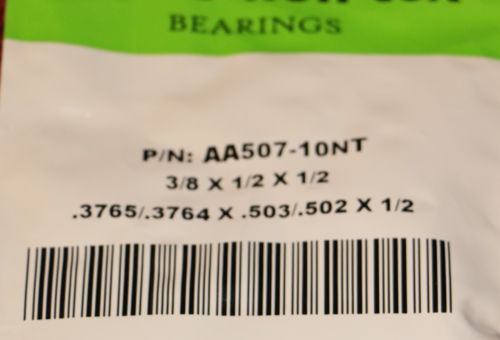 BEARINGS
P/N: AA507-10NT
3/8 X 1/2 X 1/2
.3765/.3764 X .503/.502 X 1/2